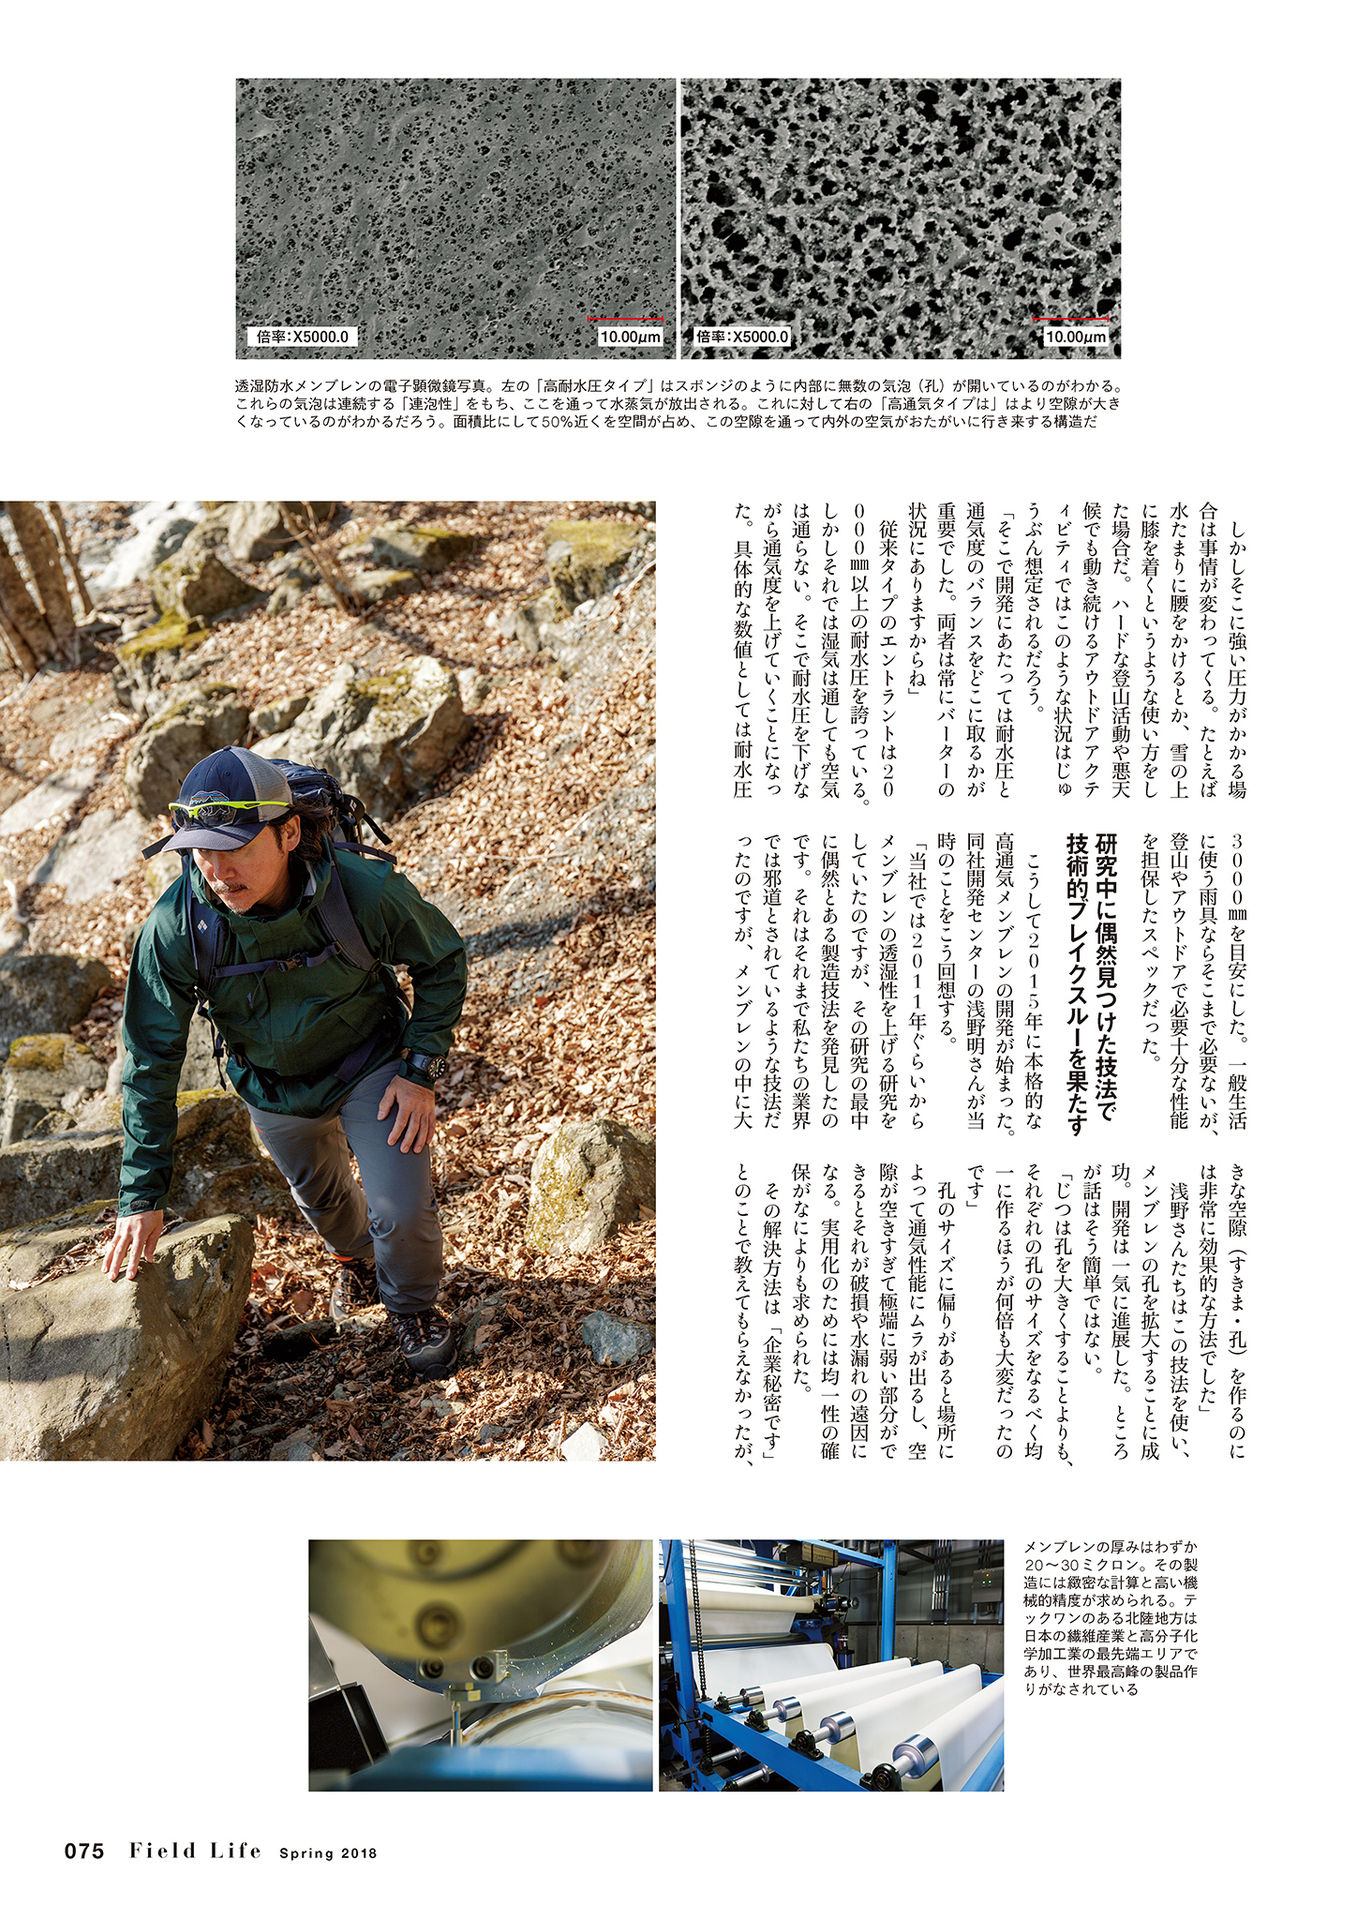 倍率:X5000.0
10.00μm
倍率:X5000.0
10.00μm
透湿防水メンブレンの電子顕微鏡写真。左の「高耐水圧タイプ」はスポンジのように内部に無数の気泡（孔）が開いているのがわかる。
これらの気泡は連続する「連泡性」をもち、ここを通って水蒸気が放出される。これに対して右の「高通気タイプは」はより空隙が大き
くなっているのがわかるだろう。面積比にして50%近くを空間が占め、この空隙を通って内外の空気がおたがいに行き来する構造だ
しかしそこに強い圧力がかかる場
合は事情が変わってくる。たとえば
水たまりに腰をかけるとか、雪の上
に膝を着くというような使い方をし
た場合だ。ハードな登山活動や悪天
候でも動き続けるアウトドアアクテ
ィビティではこのような状況はじゅ
うぶん想定されるだろう。
「そこで開発にあたっては耐水圧と
通気度のバランスをどこに取るかが
重要でした。両者は常にバーターの
状況にありますからね」
従来タイプのエントラントは20
000㎜以上の耐水圧を誇っている。
しかしそれでは湿気は通しても空気
は通らない。そこで耐水圧を下げな
がら通気度を上げていくことになっ
た。具体的な数値としては耐水圧
3000㎜を目安にした。一般生活
に使う雨具ならそこまで必要ないが、
登山やアウトドアで必要十分な性能
を担保したスペックだった。
研究中に偶然見つけた技法で
技術的ブレイクスルーを果たす
こうして2015年に本格的な
高通気メンブレンの開発が始まった。
同社開発センターの浅野明さんが当
時のことをこう回想する。
「当社では2011年ぐらいから
メンブレンの透湿性を上げる研究を
していたのですが、その研究の最中
に偶然とある製造技法を発見したの
です。それはそれまで私たちの業界
では邪道とされているような技法だ
ったのですが、メンブレンの中に大
きな空隙（すきま・孔）を作るのに
は非常に効果的な方法でした」
浅野さんたちはこの技法を使い、
メンブレンの孔を拡大することに成
功。開発は一気に進展した。ところ
が話はそう簡単ではない。
「じつは孔を大きくすることよりも、
それぞれの孔のサイズをなるべく均
一に作るほうが何倍も大変だったの
です」
孔のサイズに偏りがあると場所に
よって通気性能にムラが出るし、空
隙が空きすぎて極端に弱い部分がで
きるとそれが破損や水漏れの遠因に
なる。実用化のためには均一性の確
保がなによりも求められた。
その解決方法は「企業秘密です」
とのことで教えてもらえなかったが、
メンブレンの厚みはわずか
20〜30ミクロン。その製
造には緻密な計算と高い機
械的精度が求められる。テ
ックワンのある北陸地方は
日本の繊維産業と高分子化
学加工業の最先端エリアで
あり、世界最高峰の製品作
りがなされている
075 Field Life Spring 2018